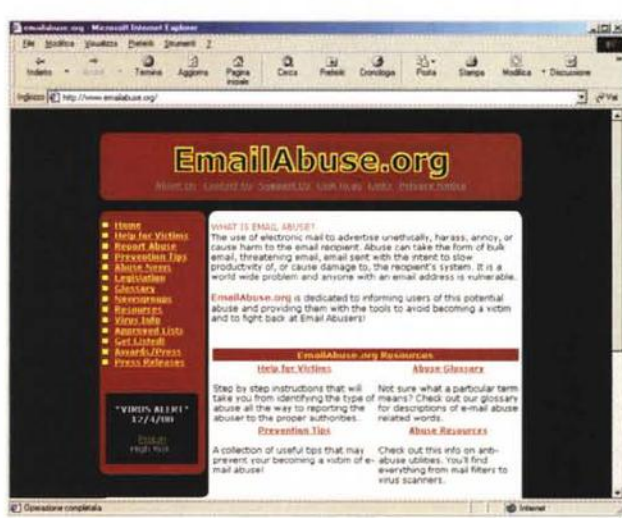 emailabuse.org - Microsoft Internet Explorer
File Modifica Visualizza Preferiti Strumenti ?
Indietro Termina Aggiorna Pagina iniziale Cerca Preferiti Cronologia Posta Stampa Modifica Discussione
Indirizzo http://www.emailabuse.org/ Vai
EmailAbuse.org
About Us Contact Us Support Us Link To Us Links Privacy Notice
Home
Help for Victims
Report Abuse
Prevention Tips
Abuse News
Legislation
Glossary
Newsgroups
Resources
Virus Info
Approved Lists
Get Listed!
Awards/Press
Press Releases
*VIRUS ALERT*
12/4/00
High Risk
WHAT IS EMAIL ABUSE?
The use of electronic mail to advertise unethically, harass, annoy, or
cause harm to the email recipient. Abuse can take the form of bulk
email, threatening email, email sent with the intent to slow
productivity of, or cause damage to, the recipient's system. It is a
world wide problem and anyone with an email address is vulnerable.
EmailAbuse.org is dedicated to informing users of this potential
abuse and providing them with the tools to avoid becoming a victim
and to fight back at Email Abusers!
EmailAbuse.org Resources
Help for Victims
Step by step instructions that will
take you from identifying the type of
abuse all the way to reporting the
abuser to the proper authorities.
Abuse Glossary
Not sure what a particular term
means? Check out our glossary
for descriptions of e-mail abuse
related words.
Prevention Tips
A collection of useful tips that may
prevent your becoming a victim of e-
mail abuse!
Abuse Resources
Check out this info on anti-
abuse utilities. You'll find
everything from mail filters to
virus scanners.
Operazione completata Internet